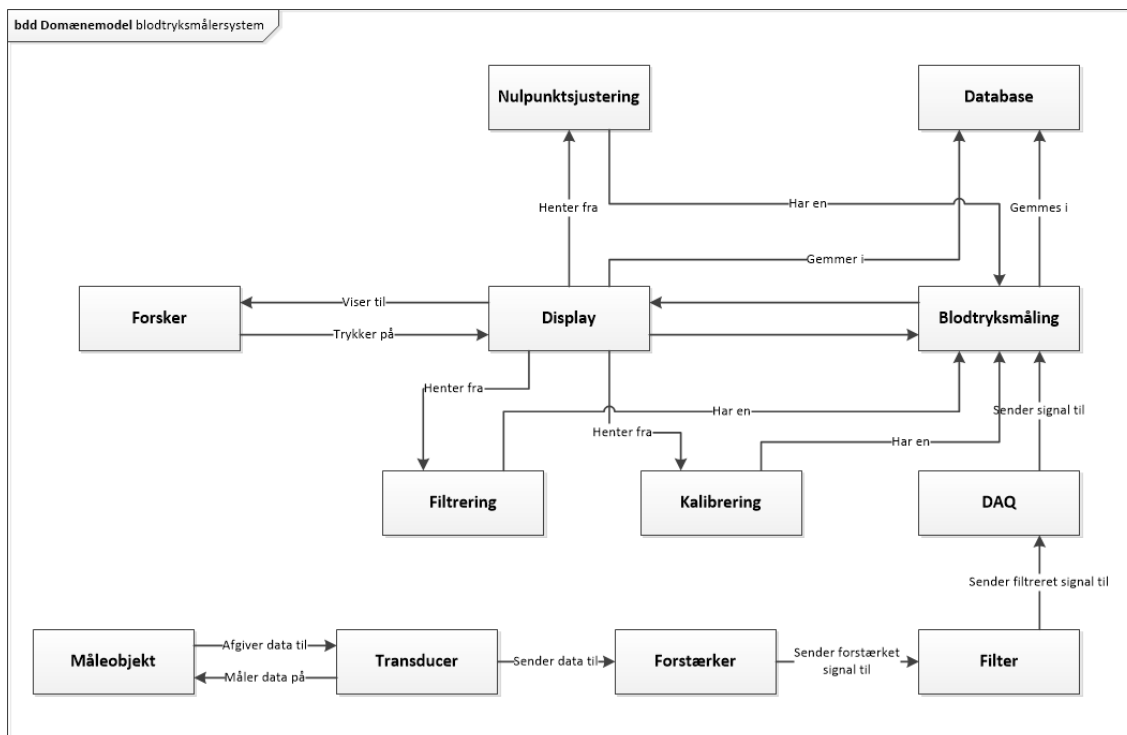 bdd Domænemodel blodtryksmålersystem
Nulpunktsjustering
Database
Henter fra
Har en
Gemmes i
Gemmer i
Forsker
Viser til
Trykker på
Display
Blodtryksmåling
Henter fra
Har en
Sender signal til
Henter fra
Har en
Filtrering
Kalibrering
DAQ
Sender filtreret signal til
Måleobjekt
Afgiver data til
Måler data på
Transducer
Sender data til
Forstærker
Sender forstærket
signal til
Filter